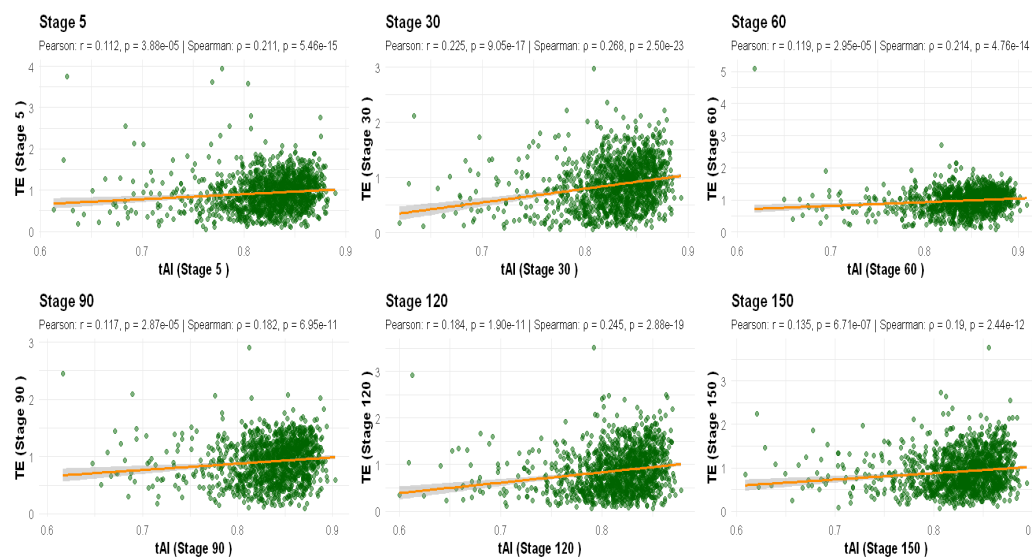 Stage 5
Pearson: r = 0.112, p = 3.88e-05 | Spearman: ρ = 0.211, p = 5.46e-15
4
3
2
1
0
TE ( Stage 5 )
0.6 0.7 0.8 0.9
tAI ( Stage 5 )
Stage 30
Pearson: r = 0.225, p = 9.05e-17 | Spearman: ρ = 0.268, p = 2.50e-23
3
2
1
0
TE ( Stage 30 )
0.7 0.8 0.9
tAI ( Stage 30 )
Stage 60
Pearson: r = 0.119, p = 2.95e-05 | Spearman: ρ = 0.214, p = 4.76e-14
5
4
3
2
1
0
TE ( Stage 60 )
0.6 0.7 0.8 0.9
tAI ( Stage 60 )
Stage 90
Pearson: r = 0.117, p = 2.87e-05 | Spearman: ρ = 0.182, p = 6.95e-11
3
2
1
0
TE ( Stage 90 )
0.6 0.7 0.8 0.9
tAI ( Stage 90 )
Stage 120
Pearson: r = 0.184, p = 1.90e-11 | Spearman: ρ = 0.245, p = 2.88e-19
3
2
1
0
TE ( Stage 120 )
0.6 0.7 0.8
tAI ( Stage 120 )
Stage 150
Pearson: r = 0.135, p = 6.71e-07 | Spearman: ρ = 0.19, p = 2.44e-12
3
2
1
0
TE ( Stage 150 )
0.6 0.7 0.8
tAI ( Stage 150 )